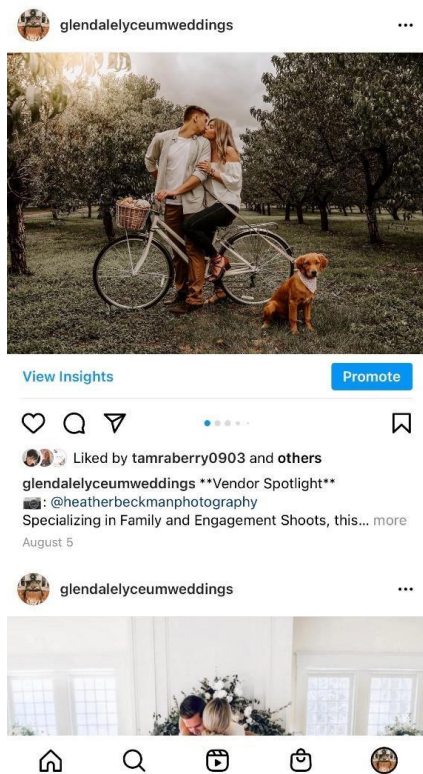 glendalelyceumweddings
View Insights
Promote
Liked by tamraberry0903 and others
glendalelyceumweddings **Vendor Spotlight**
: @heatherbeckmanphotography
Specializing in Family and Engagement Shoots, this... more
August 5
glendalelyceumweddings